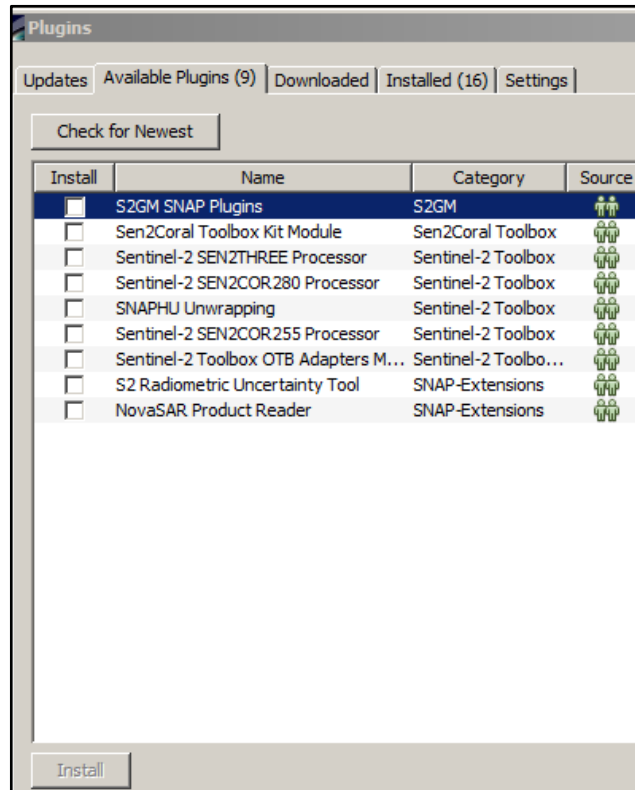 Plugins
Updates Available Plugins (9) Downloaded Installed (16) Settings
Check for Newest
Install Name Category Source
S2GM SNAP Plugins S2GM
Sen2Coral Toolbox Kit Module Sen2Coral Toolbox
Sentinel-2 SEN2THREE Processor Sentinel-2 Toolbox
Sentinel-2 SEN2COR280 Processor Sentinel-2 Toolbox
SNAPHU Unwrapping Sentinel-2 Toolbox
Sentinel-2 SEN2COR255 Processor Sentinel-2 Toolbox
Sentinel-2 Toolbox OTB Adapters M... Sentinel-2 Toolbo...
S2 Radiometric Uncertainty Tool SNAP-Extensions
NovaSAR Product Reader SNAP-Extensions
Install